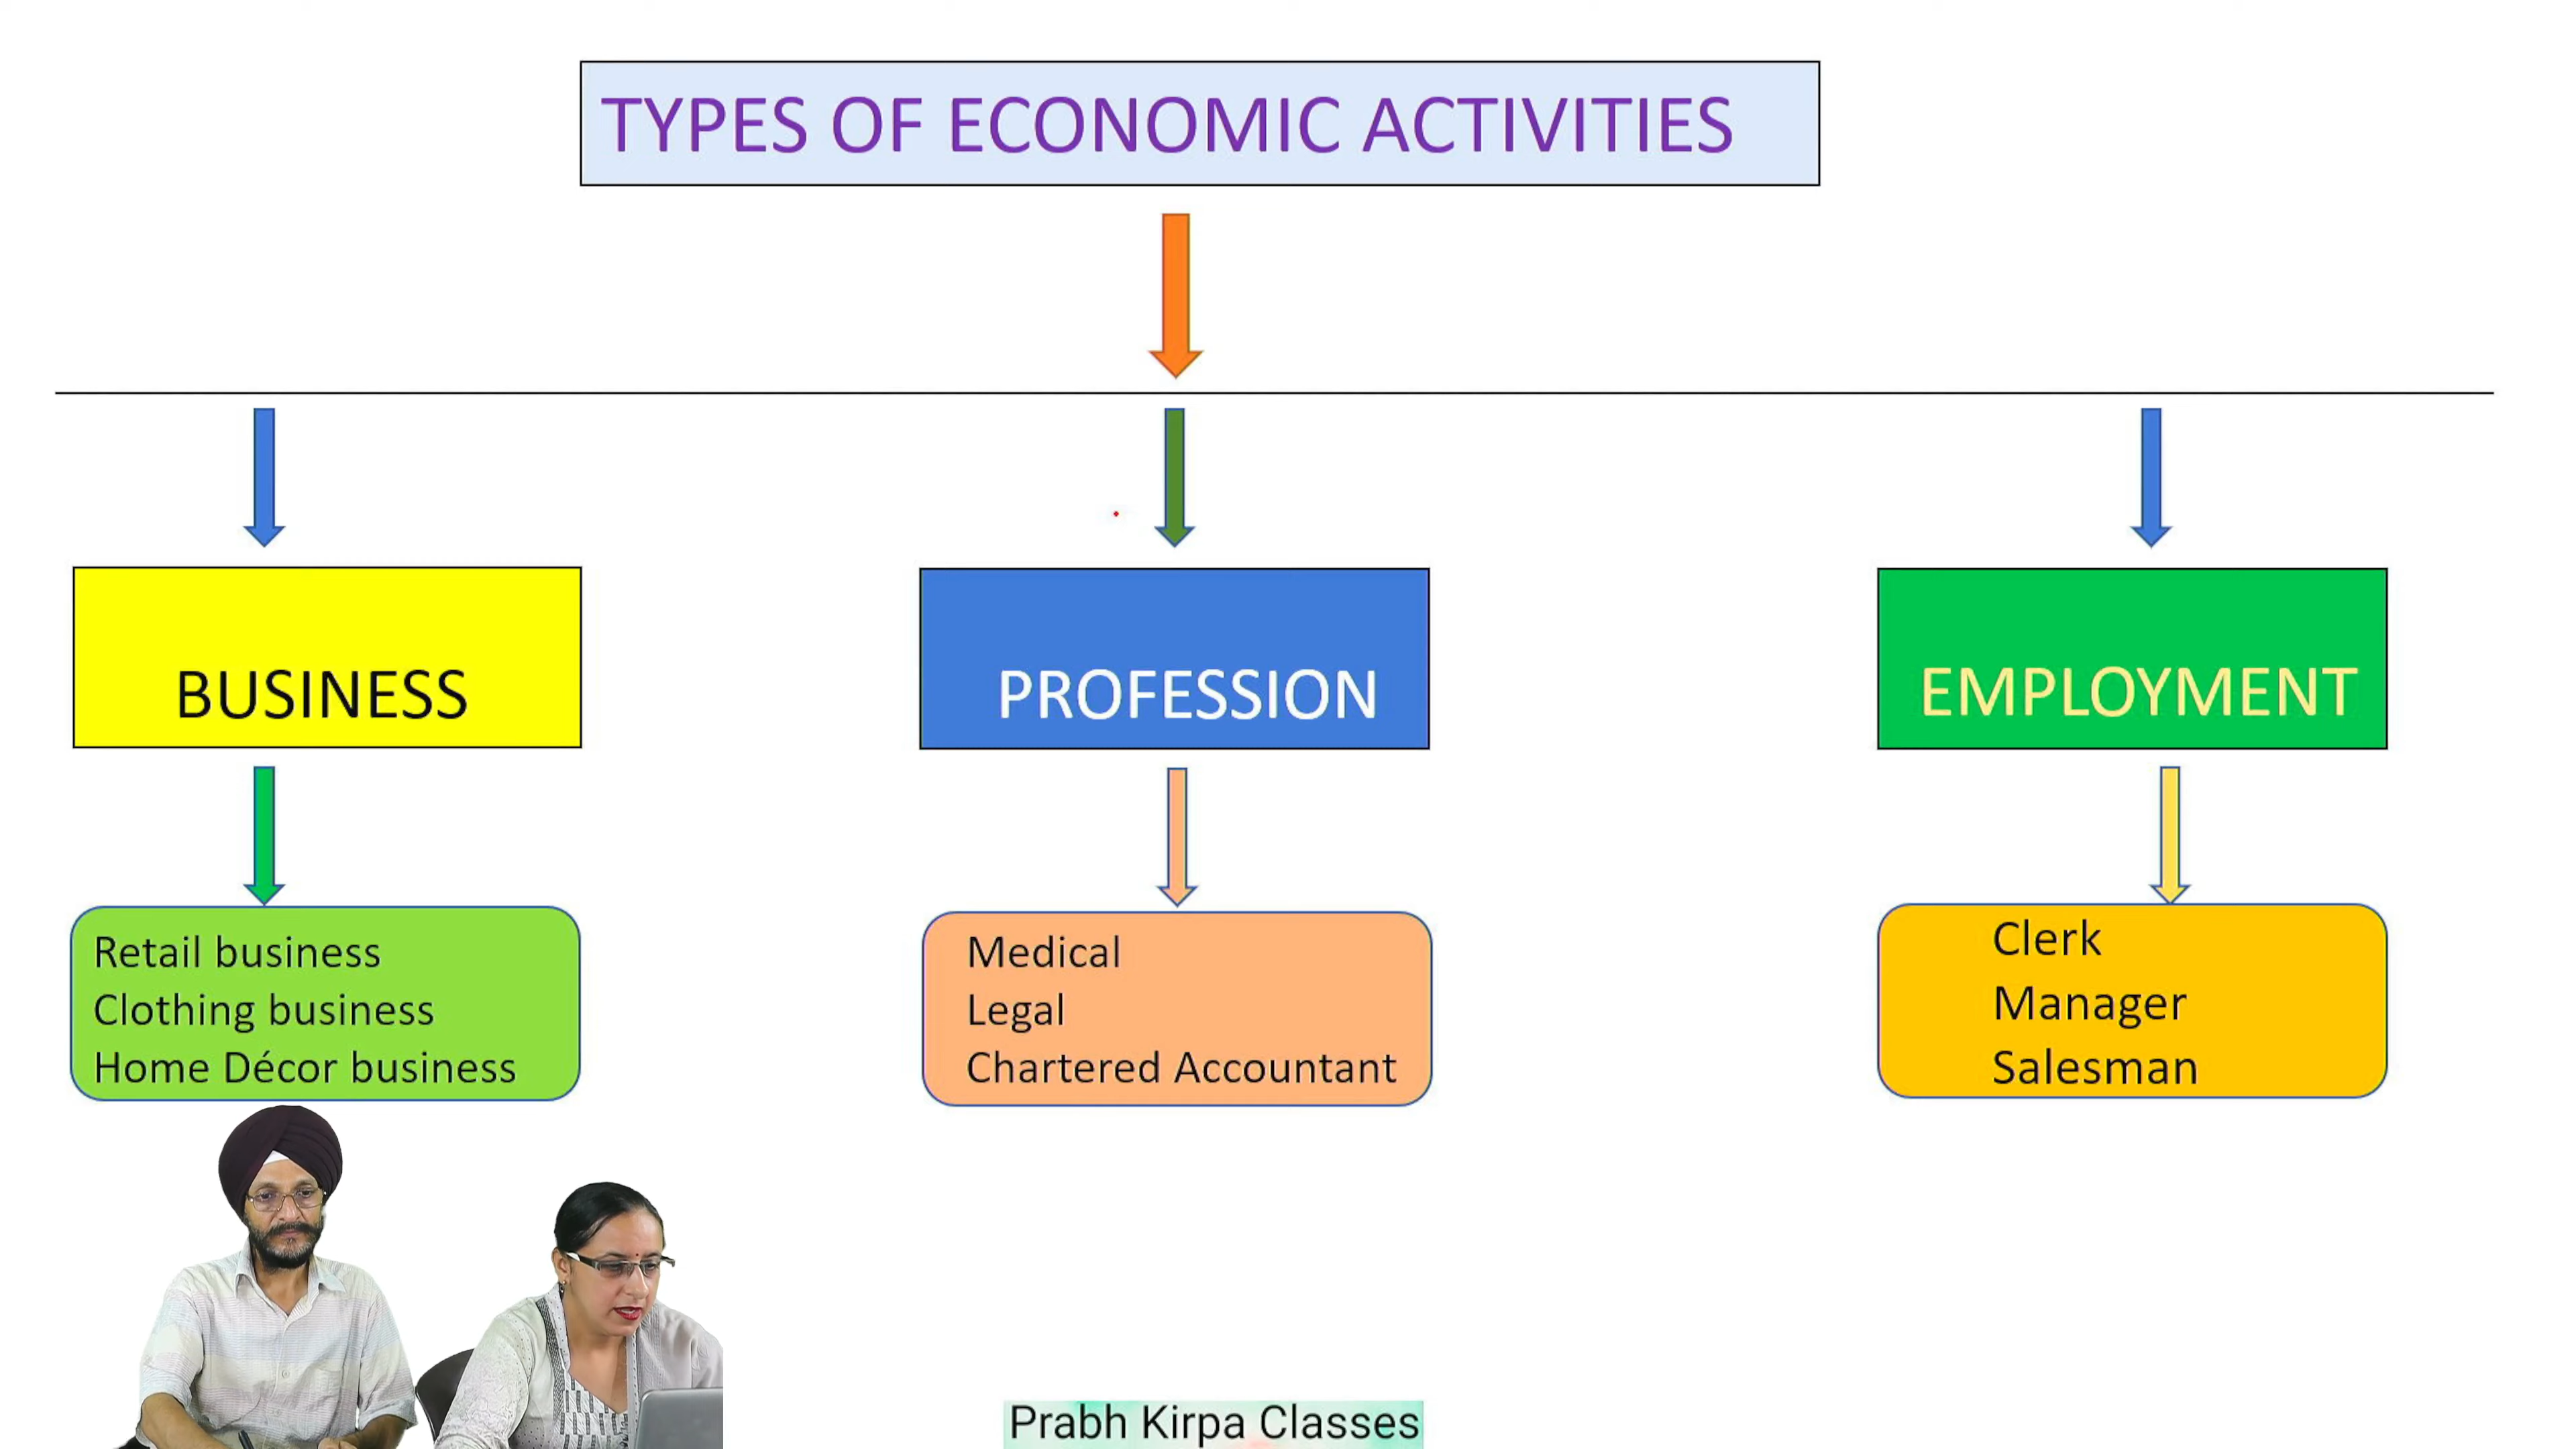 TYPES OF ECONOMIC ACTIVITIES
BUSINESS
PROFESSION
EMPLOYMENT
Retail business
Clothing business
Home Décor business
Medical
Legal
Chartered Accountant
Clerk
Manager
Salesman
Prabh Kirpa Classes